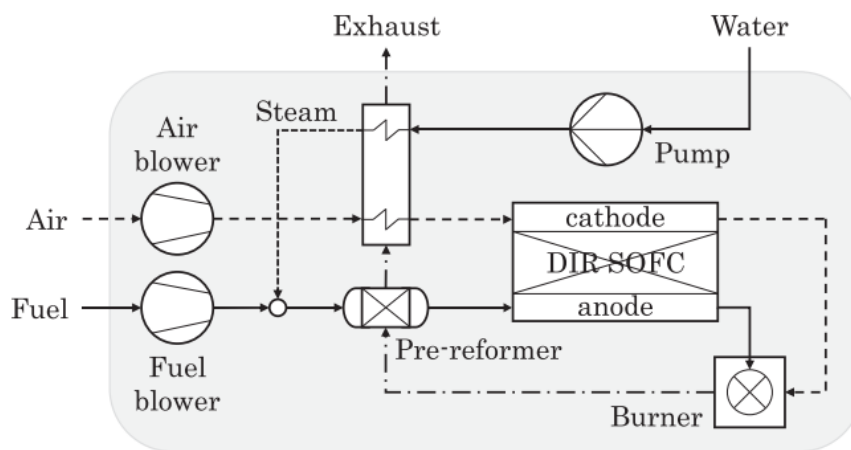 Exhaust
Water
Steam
Air
blower
Pump
Air
cathode
DIR SOFC
Fuel
anode
Pre-reformer
Fuel
blower
Burner